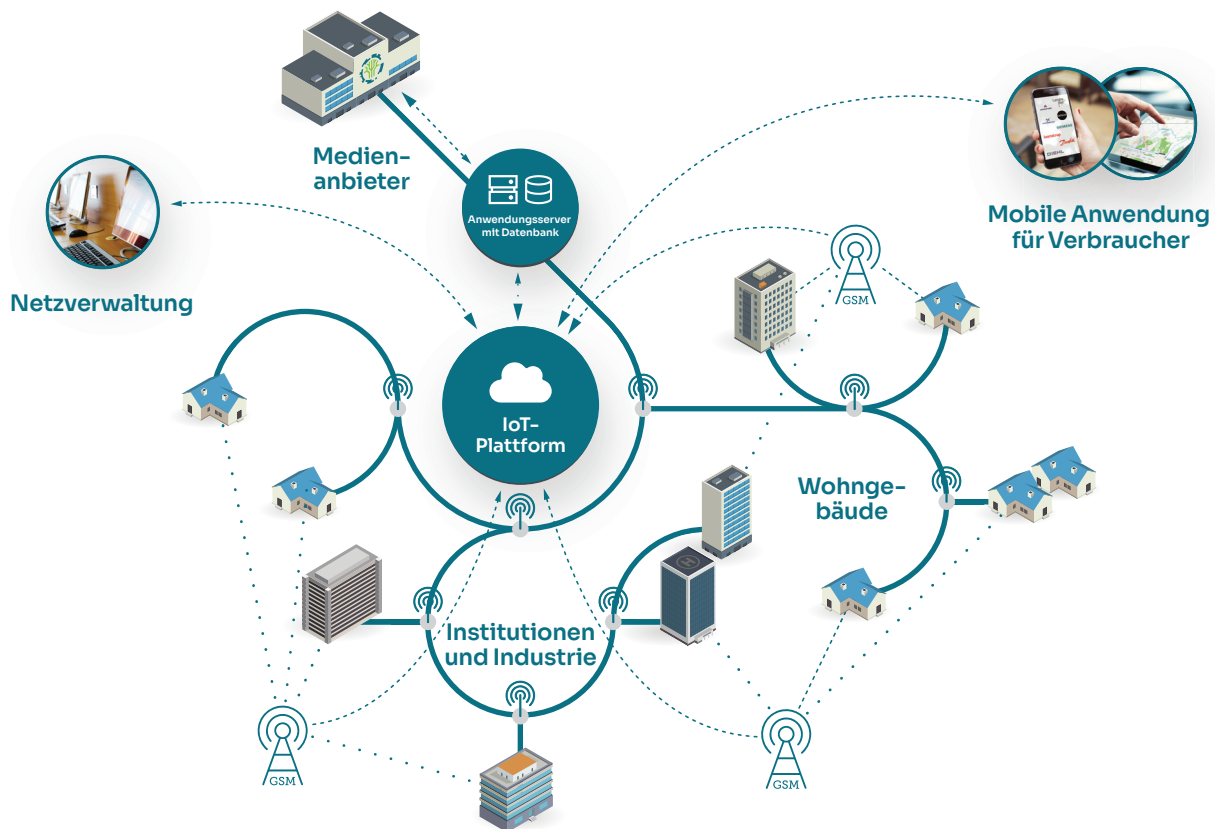 Medien-
anbieter
Anwendungsserver
mit Datenbank
Mobile Anwendung
für Verbraucher
Netzverwaltung
GSM
IoT-
Plattform
Wohnge-
bäude
Institutionen
und Industrie
GSM
GSM
DIEHL